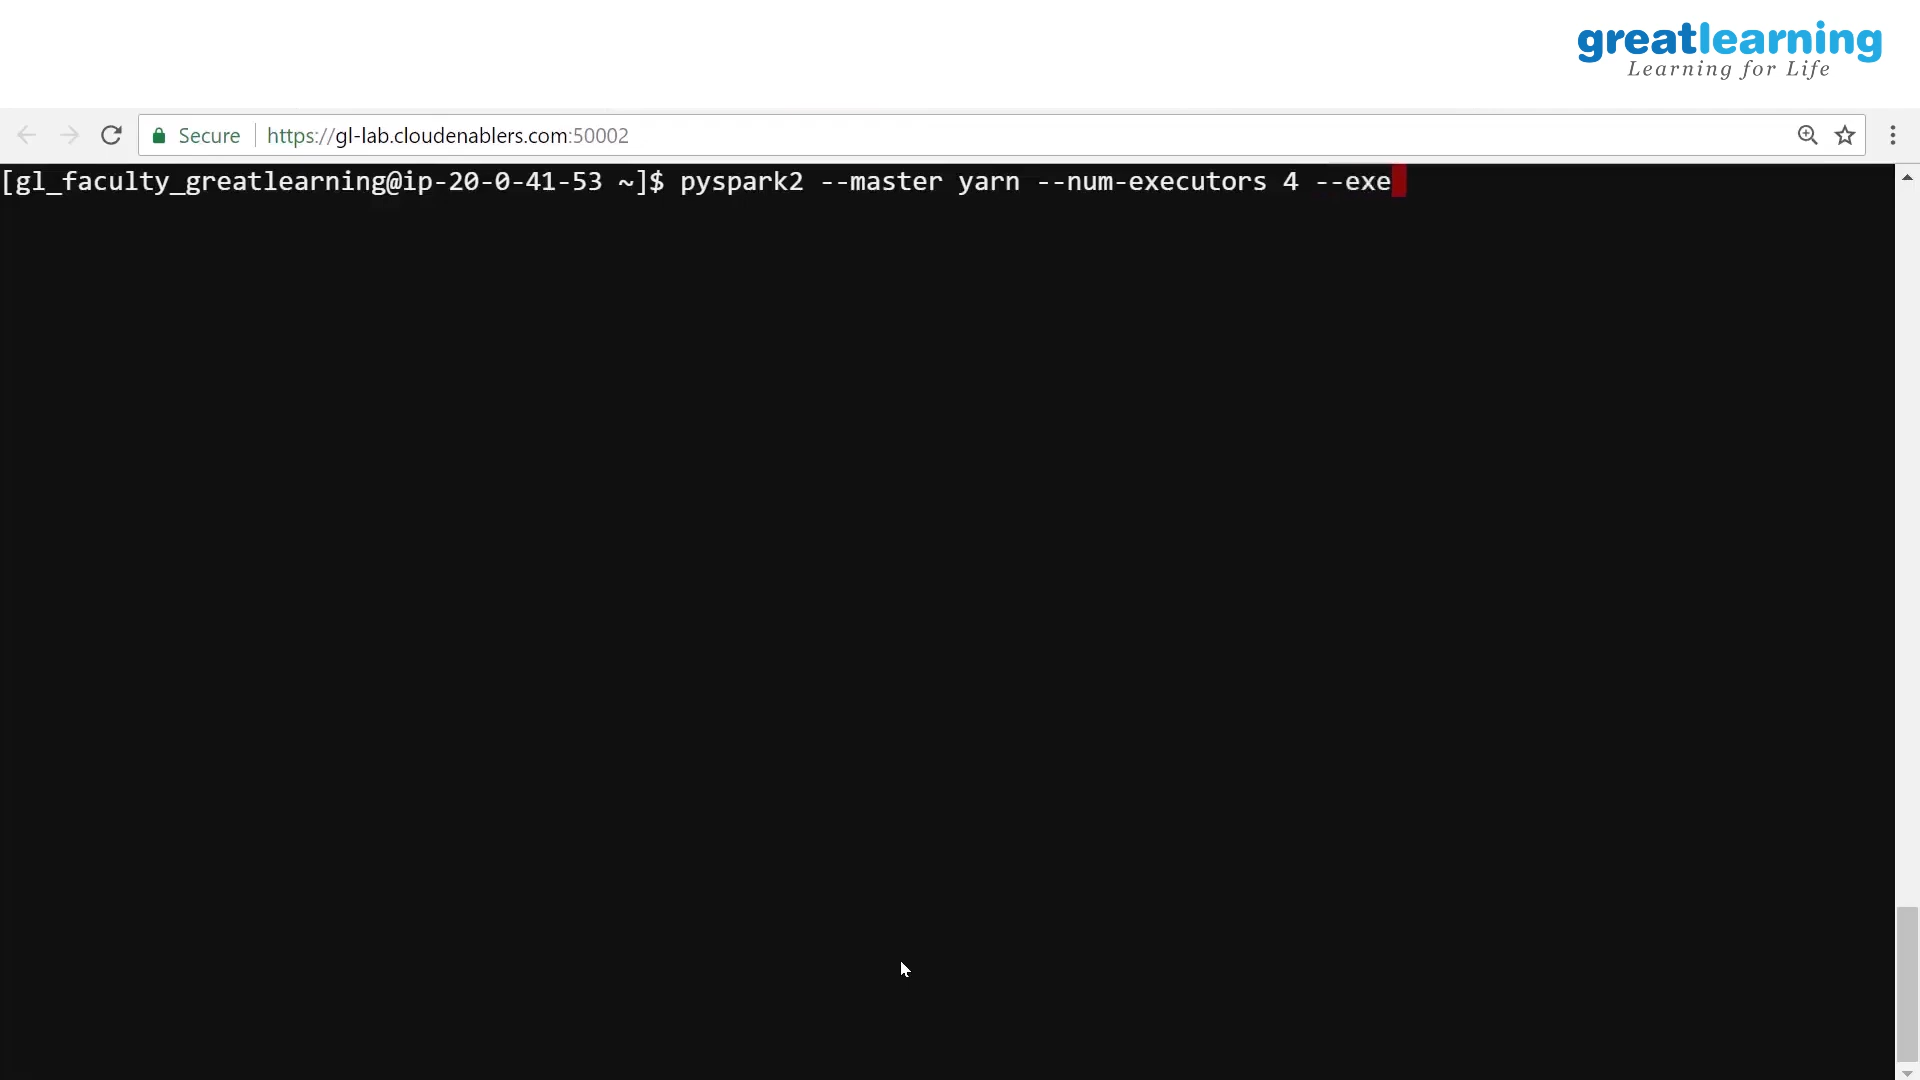 greatlearning
Learning for Life
Secure https://gl-lab.cloudenablers.com:50002
[gl_faculty_greatlearning@ip-20-0-41-53 ~]$ pyspark2 --master yarn --num-executors 4 --exe